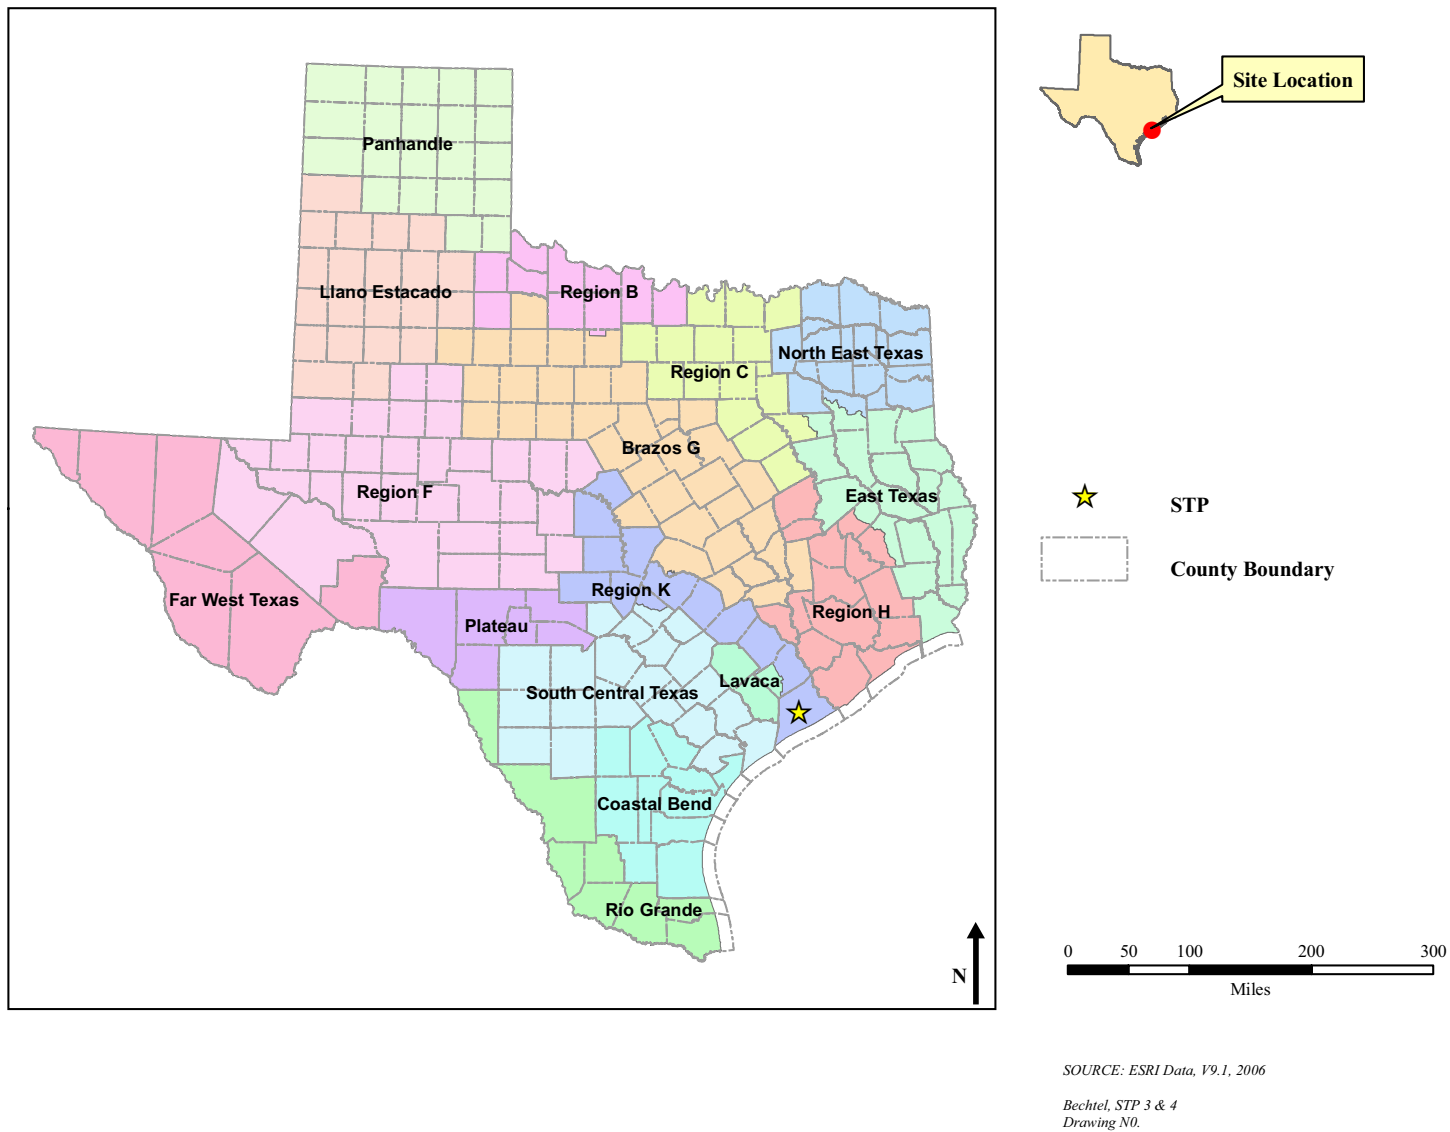 Site Location
Panhandle
Llano Estacado
Region B
North East Texas
Region C
Brazos G
Region F
East Texas
STP
County Boundary
Far West Texas
Region K
Region H
Plateau
Lavaca
South Central Texas
Coastal Bend
Rio Grande
N
0 50 100 200 300
Miles
SOURCE: ESRI Data, V9.1, 2006
Bechtel, STP 3 & 4
Drawing N0.